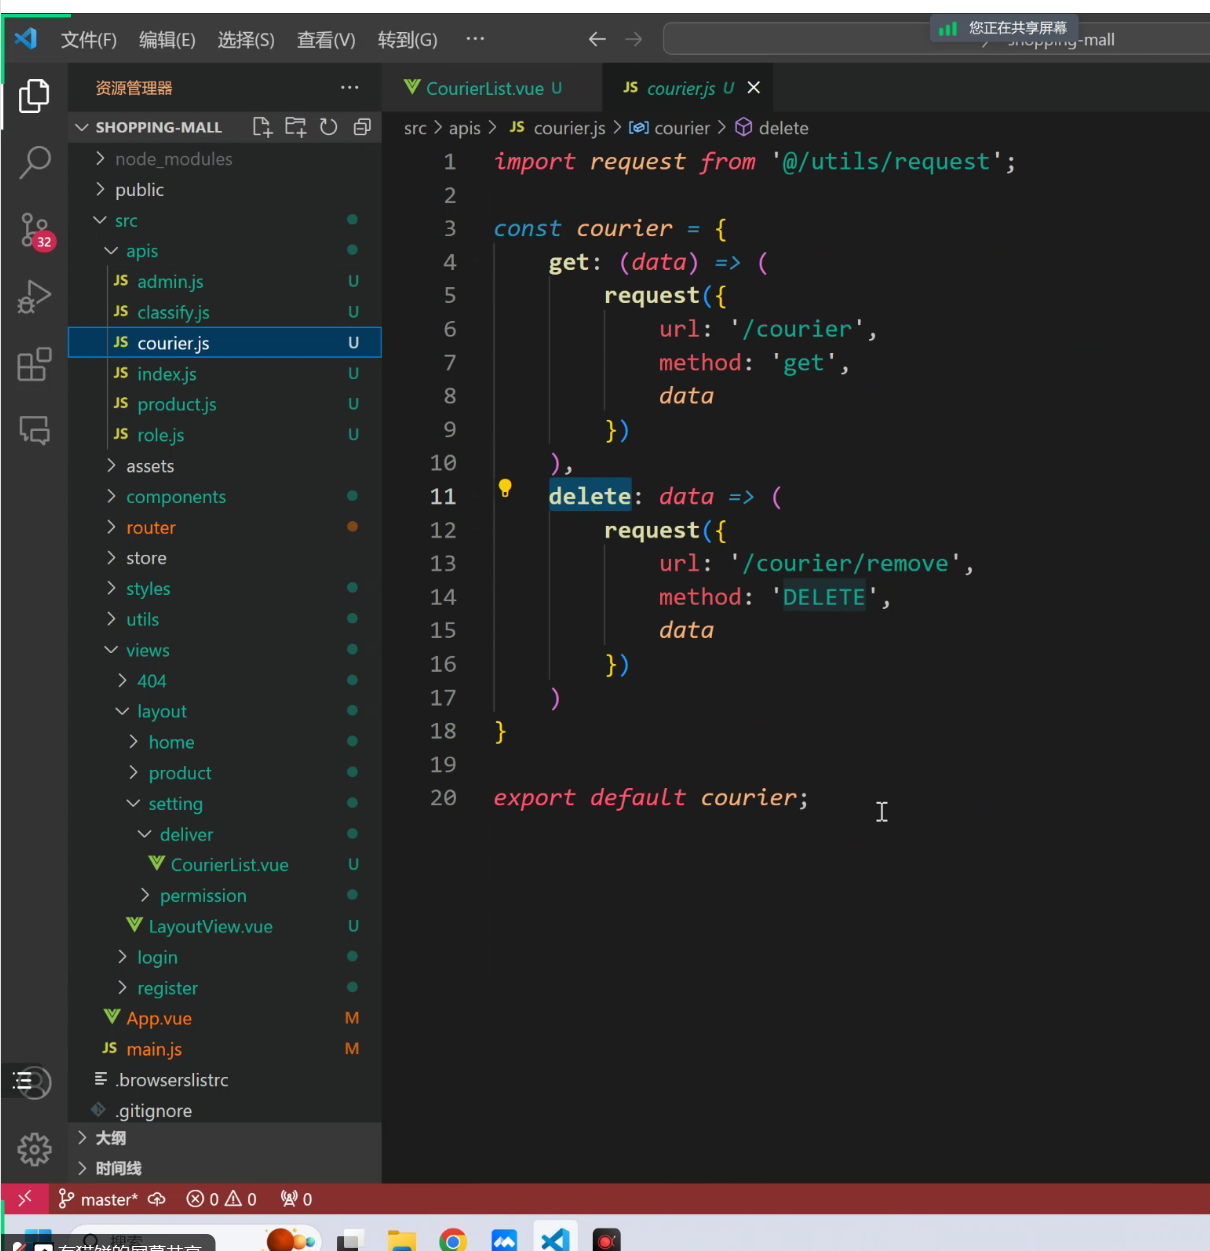 文件(F) 编辑(E) 选择(S) 查看(V) 转到(G) ···
shopping-mall
您正在共享屏幕
资源管理器 ···
SHOPPING-MALL
node_modules
public
src
apis
JS admin.js U
JS classify.js U
JS courier.js U
JS index.js U
JS product.js U
JS role.js U
assets
components
router
store
styles
utils
views
404
layout
home
product
setting
deliver
CourierList.vue U
permission
LayoutView.vue U
login
register
App.vue M
JS main.js M
.browserslistrc
.gitignore
大纲
时间线
32
CourierList.vue U
JS courier.js U
src > apis > JS courier.js > courier > delete
1 import request from '@/utils/request';
2
3 const courier = {
4 get: (data) => (
5 request({
6 url: '/courier',
7 method: 'get',
8 data
9 })
10 ),
11 delete: data => (
12 request({
13 url: '/courier/remove',
14 method: 'DELETE',
15 data
16 })
17 )
18 }
19
20 export default courier;
master* 0 0 0